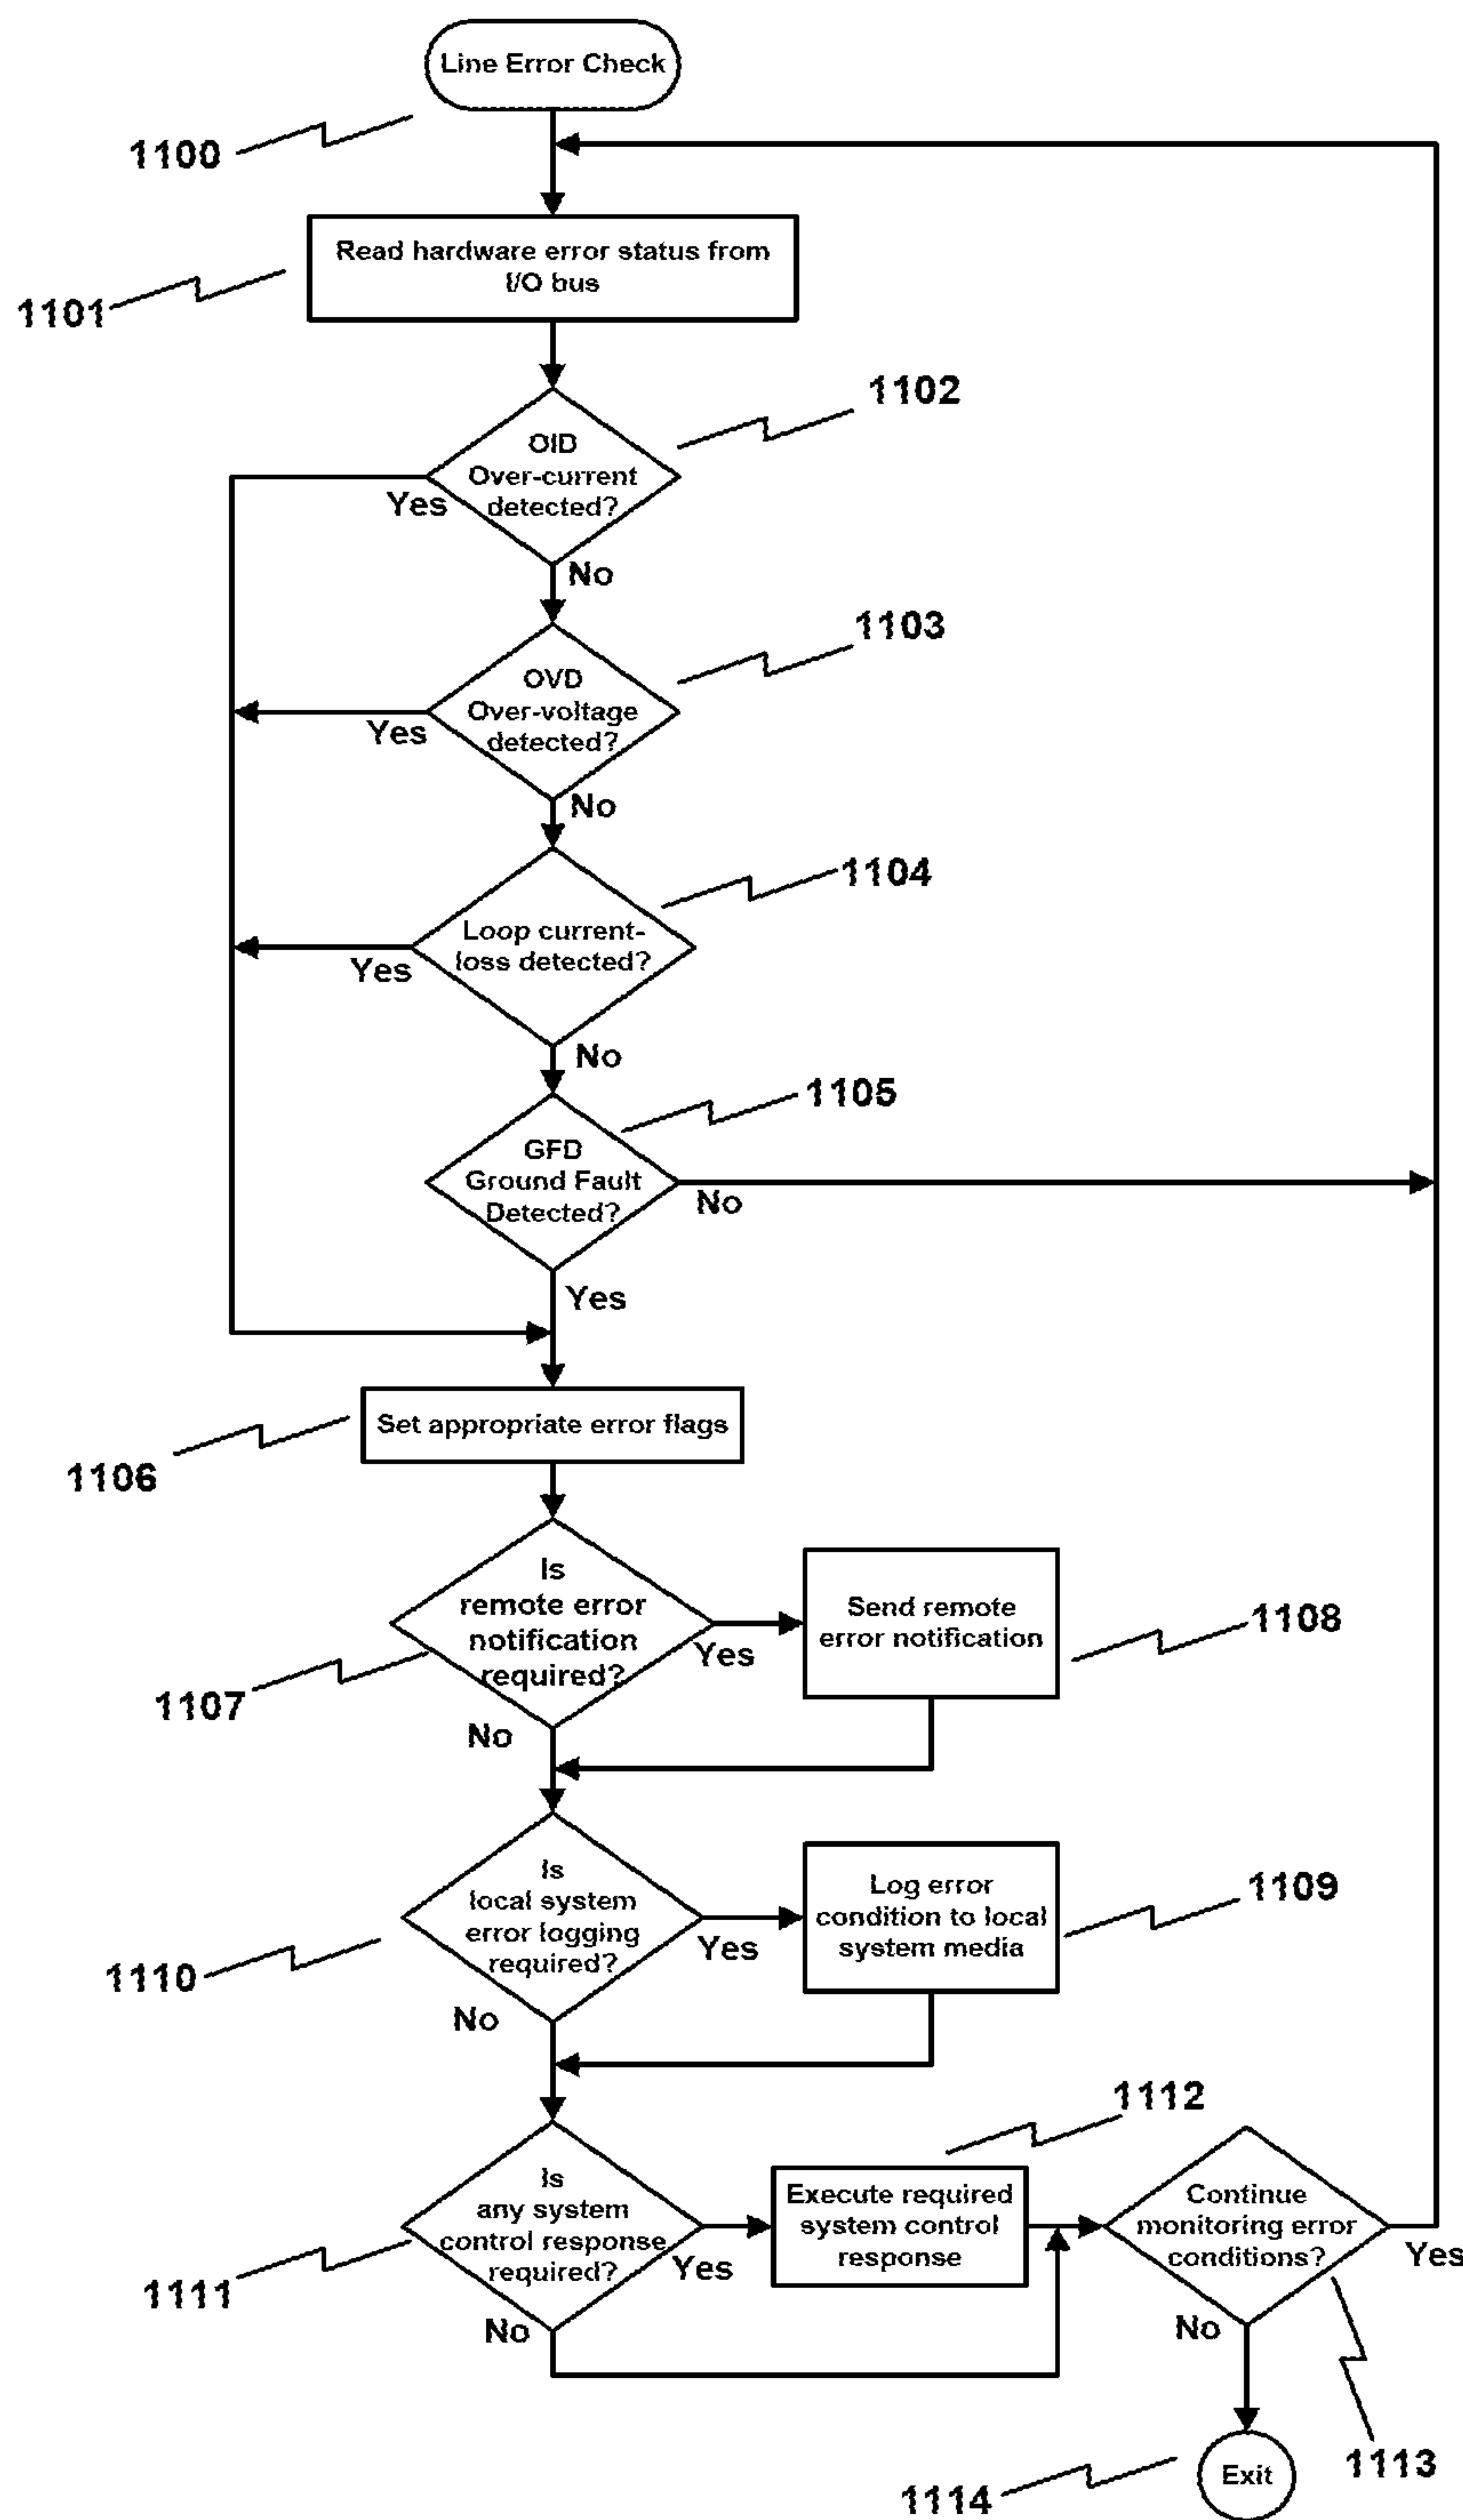 Line Error Check
1100
Read hardware error status from
I/O bus
1101
1102
OID
Over-current
detected?
Yes
No
1103
OVD
Over-voltage
detected?
Yes
No
1104
Loop current-
loss detected?
Yes
No
1105
GFD
Ground Fault
Detected?
No
Yes
Set appropriate error flags
1106
Is
remote error
notification
required?
Yes
No
1107
Send remote
error notification
1108
Is
local system
error logging
required?
Yes
No
1110
Log error
condition to local
system media
1109
Is
any system
control response
required?
Yes
No
1111
1112
Execute required
system control
response
Continue
monitoring error
conditions?
Yes
No
1113
Exit
1114